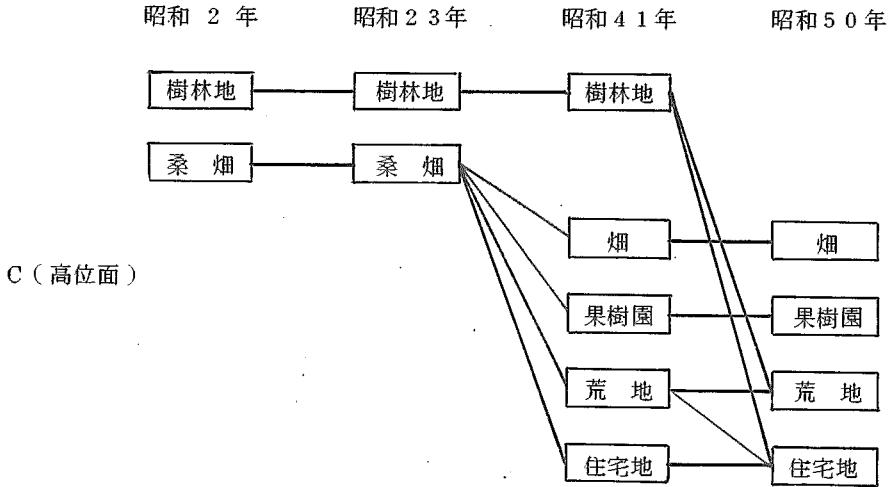 昭和 2 年 昭和23年 昭和41年 昭和50年
樹林地 樹林地 樹林地
桑 畑 桑 畑
畑 畑
C(高位面)
果樹園 果樹園
荒 地 荒 地
住宅地 住宅地